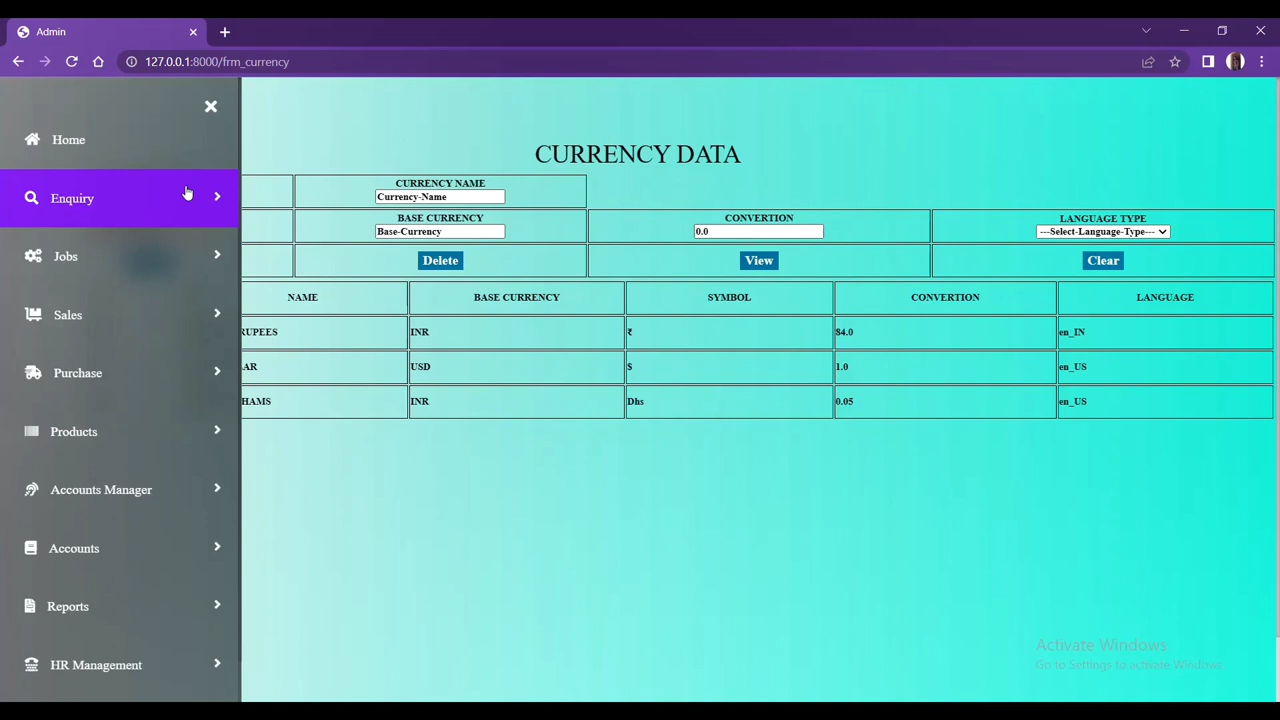 Admin
127.0.0.1:8000/frm_currency
Home
Enquiry
Jobs
Sales
Purchase
Products
Accounts Manager
Accounts
Reports
HR Management
CURRENCY DATA
CURRENCY NAME
Currency-Name
BASE CURRENCY CONVERTION LANGUAGE TYPE
Base-Currency 0.0 ---Select-Language-Type---
Delete View Clear
NAME BASE CURRENCY SYMBOL CONVERTION LANGUAGE
RUPEES INR ₹ 84.0 en_IN
AR USD $ 1.0 en_US
HAMS INR Dhs 0.05 en_US
Activate Windows
Go to Settings to activate Windows.